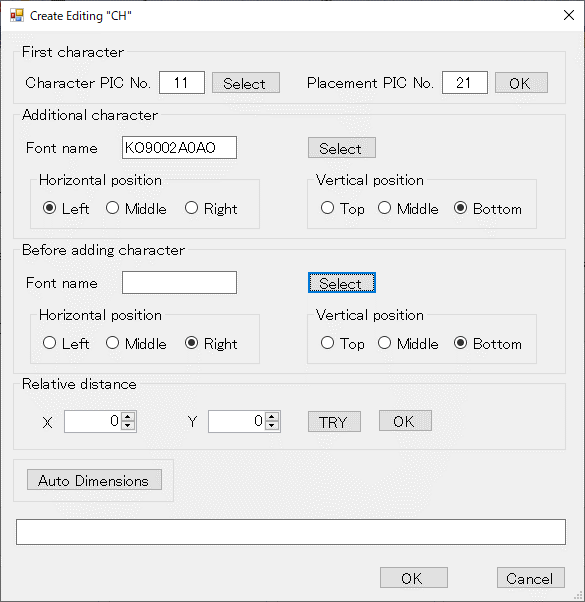 Create Editing "CH"
First character
Character PIC No. 11 Select Placement PIC No. 21 OK
Additional character
Font name KO9002A0AO Select
Horizontal position Vertical position
Left Middle Right Top Middle Bottom
Before adding character
Font name Select
Horizontal position Vertical position
Left Middle Right Top Middle Bottom
Relative distance
X 0 Y 0 TRY OK
Auto Dimensions
OK Cancel